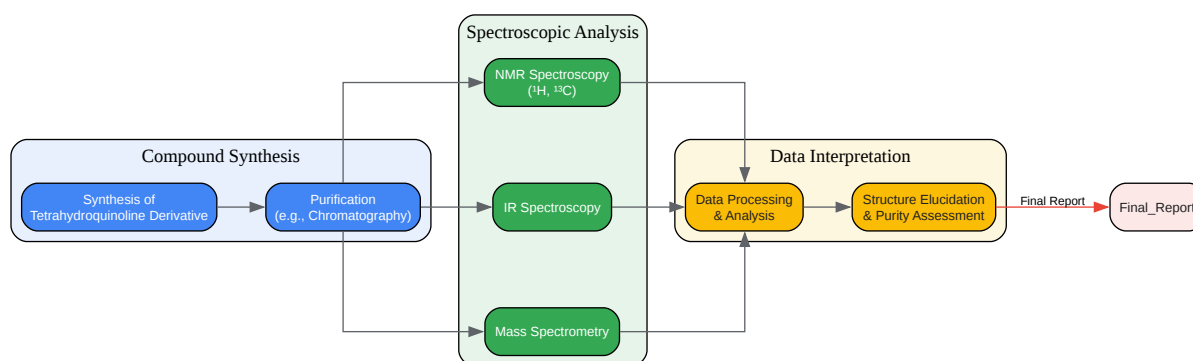 Spectroscopic Analysis
NMR Spectroscopy
(¹H, ¹³C)
Compound Synthesis
Synthesis of
Tetrahydroquinoline Derivative
Purification
(e.g., Chromatography)
IR Spectroscopy
Mass Spectrometry
Data Interpretation
Data Processing
& Analysis
Structure Elucidation
& Purity Assessment
Final Report
Final_Report